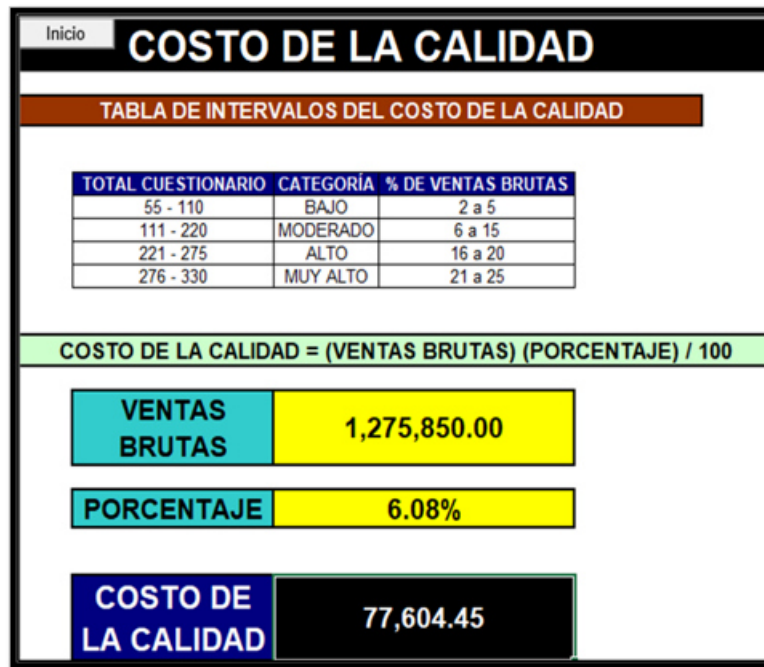 Inicio
COSTO DE LA CALIDAD
TABLA DE INTERVALOS DEL COSTO DE LA CALIDAD
TOTAL CUESTIONARIO CATEGORÍA % DE VENTAS BRUTAS
55 - 110 BAJO 2 a 5
111 - 220 MODERADO 6 a 15
221 - 275 ALTO 16 a 20
276 - 330 MUY ALTO 21 a 25
COSTO DE LA CALIDAD = (VENTAS BRUTAS) (PORCENTAJE) / 100
VENTAS
BRUTAS
1,275,850.00
PORCENTAJE 6.08%
COSTO DE
LA CALIDAD
77,604.45